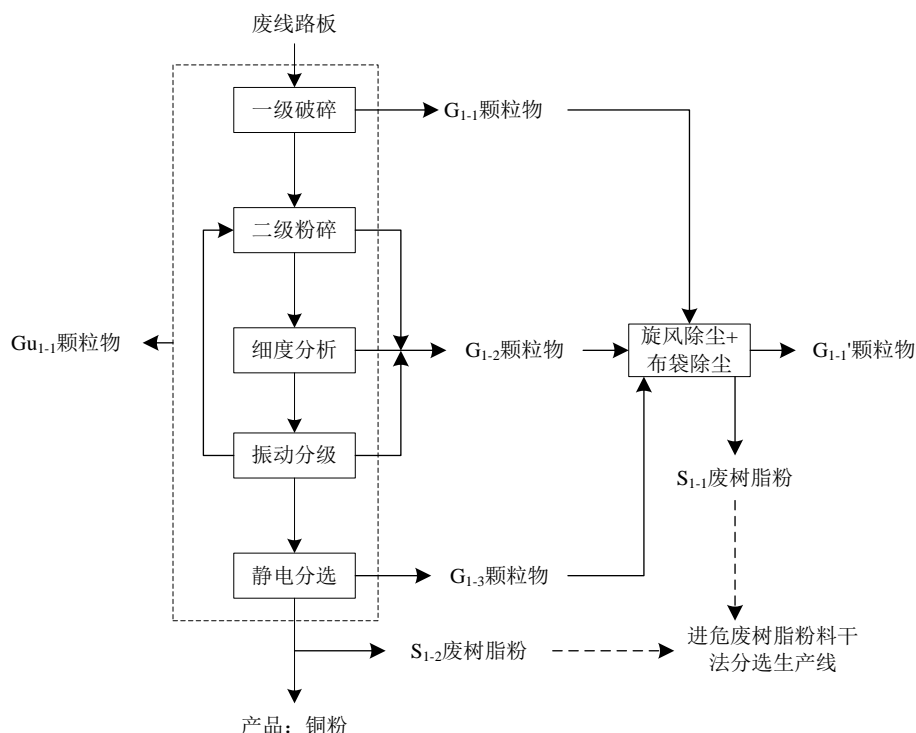 废线路板
一级破碎
G1-1颗粒物
二级粉碎
Gu1-1颗粒物
细度分析
G1-2颗粒物
旋风除尘+
布袋除尘
G1-1'颗粒物
振动分级
S1-1废树脂粉
静电分选
G1-3颗粒物
S1-2废树脂粉
进危废树脂粉料干
法分选生产线
产品：铜粉